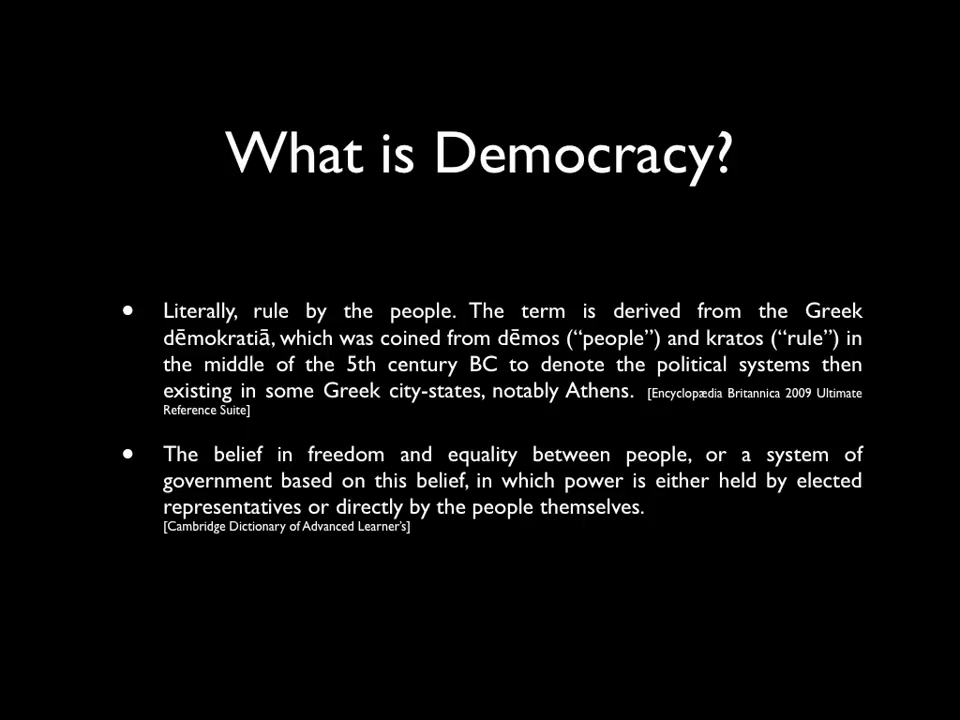 What is Democracy?
• Literally, rule by the people. The term is derived from the Greek
dēmokratiā, which was coined from dēmos (“people”) and kratos (“rule”) in
the middle of the 5th century BC to denote the political systems then
existing in some Greek city-states, notably Athens. [Encyclopædia Britannica 2009 Ultimate
Reference Suite]
• The belief in freedom and equality between people, or a system of
government based on this belief, in which power is either held by elected
representatives or directly by the people themselves.
[Cambridge Dictionary of Advanced Learner’s]